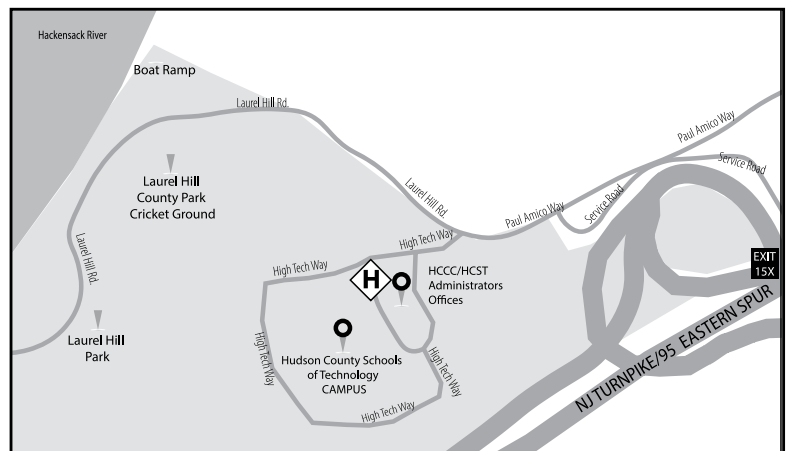 Hackensack River
Boat Ramp
Laurel Hill Rd.
Paul Amico Way
Service Road
Laurel Hill
County Park
Cricket Ground
Laurel Hill Rd.
Paul Amico Way
Service Road
Laurel Hill Rd.
High Tech Way
High Tech Way
H
HCCC/HCST
Administrators
Offices
EXIT
15X
NJ TURNPIKE/95 EASTERN SPUR
Laurel Hill
Park
High Tech Way
Hudson County Schools
of Technology
CAMPUS
High Tech Way
High Tech Way